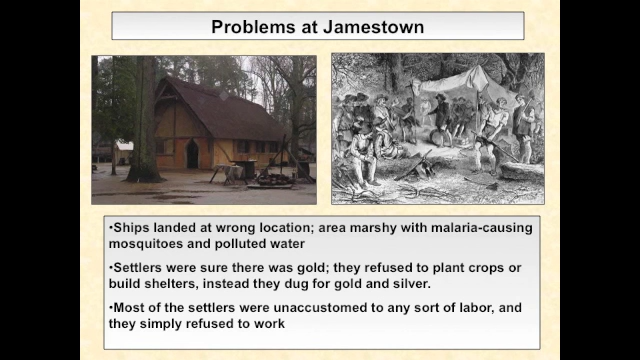 Problems at Jamestown
•Ships landed at wrong location; area marshy with malaria-causing
mosquitoes and polluted water
•Settlers were sure there was gold; they refused to plant crops or
build shelters, instead they dug for gold and silver.
•Most of the settlers were unaccustomed to any sort of labor, and
they simply refused to work